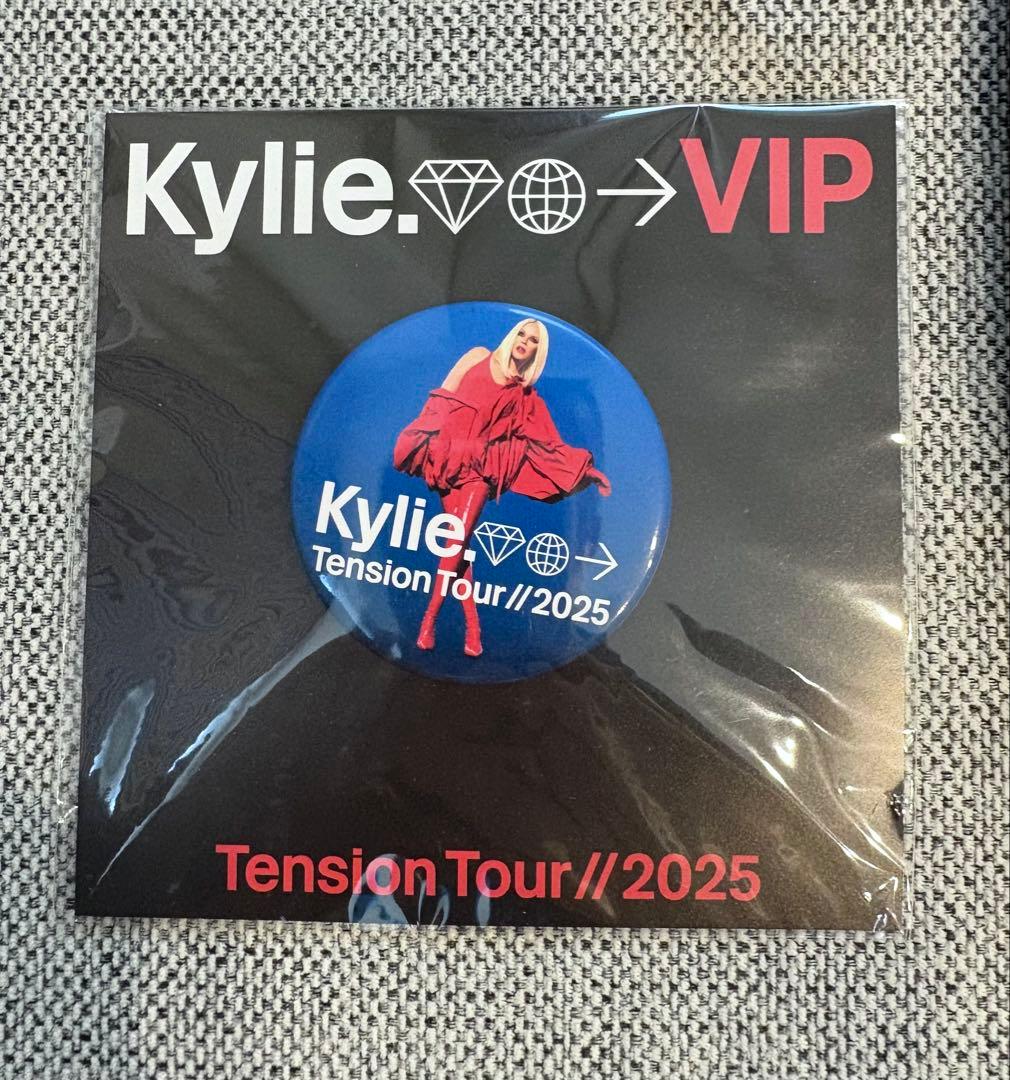 Kylie. → VIP
Kylie. →
Tension Tour//2025
Tension Tour//2025